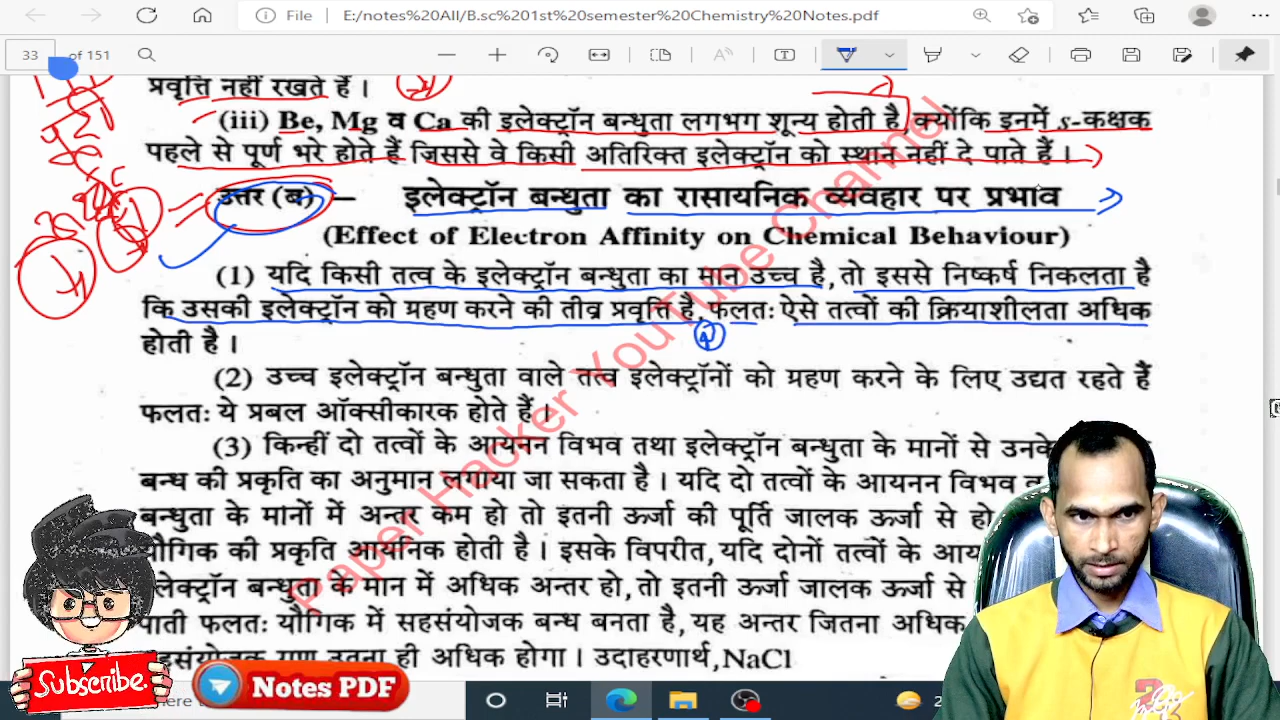 File
E:/notes%20All/B.sc%201st%20semester%20Chemistry%20Notes.pdf
33 of 151
प्रवृत्ति नहीं रखते हैं ।
(iii) Be, Mg व Ca की इलेक्ट्रॉन बन्धुता लगभग शून्य होती है, क्योंकि इनमें s-कक्षक
पहले से पूर्ण भरे होते हैं जिससे वे किसी अतिरिक्त इलेक्ट्रॉन को स्थान नहीं दे पाते हैं ।
उत्तर (ब) — इलेक्ट्रॉन बन्धुता का रासायनिक व्यवहार पर प्रभाव
(Effect of Electron Affinity on Chemical Behaviour)
(1) यदि किसी तत्व के इलेक्ट्रॉन बन्धुता का मान उच्च है, तो इससे निष्कर्ष निकलता है
कि उसकी इलेक्ट्रॉन को ग्रहण करने की तीव्र प्रवृत्ति है, फलतः ऐसे तत्वों की क्रियाशीलता अधिक
होती है ।
(2) उच्च इलेक्ट्रॉन बन्धुता वाले तत्व इलेक्ट्रॉनों को ग्रहण करने के लिए उद्यत रहते हैं
फलतः ये प्रबल ऑक्सीकारक होते हैं ।
(3) किन्हीं दो तत्वों के आयनन विभव तथा इलेक्ट्रॉन बन्धुता के मानों से उनके
बन्ध की प्रकृति का अनुमान लगाया जा सकता है । यदि दो तत्वों के आयनन विभव
बन्धुता के मानों में अन्तर कम हो तो इतनी ऊर्जा की पूर्ति जालक ऊर्जा से हो
यौगिक की प्रकृति आयनिक होती है । इसके विपरीत, यदि दोनों तत्वों के आय
लेक्ट्रॉन बन्धुता के मान में अधिक अन्तर हो, तो इतनी ऊर्जा जालक ऊर्जा से
पाती फलतः यौगिक में सहसंयोजक बन्ध बनता है, यह अन्तर जितना अधिक
हसंयोजक गुण उतना ही अधिक होगा । उदाहरणार्थ, NaCl
Paper Hacker YouTube Channel
Subscribe.
Notes PDF
here to
2